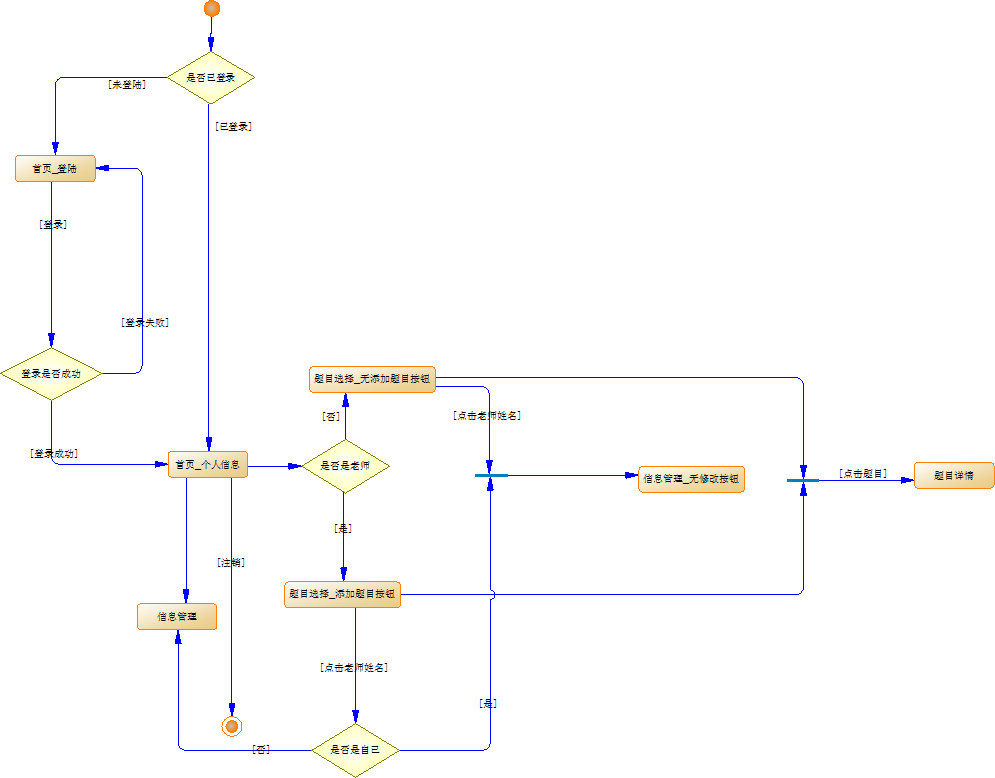 是否已登录
[未登陆]
[已登录]
首页_登陆
[登录]
[登录失败]
登录是否成功
题目选择_无添加题目按钮
[否]
[点击老师姓名]
[登录成功]
首页_个人信息
是否是老师
信息管理_无修改按钮
[点击题目]
题目详情
[是]
[注销]
题目选择_添加题目按钮
信息管理
[点击老师姓名]
[是]
[否]
是否是自已